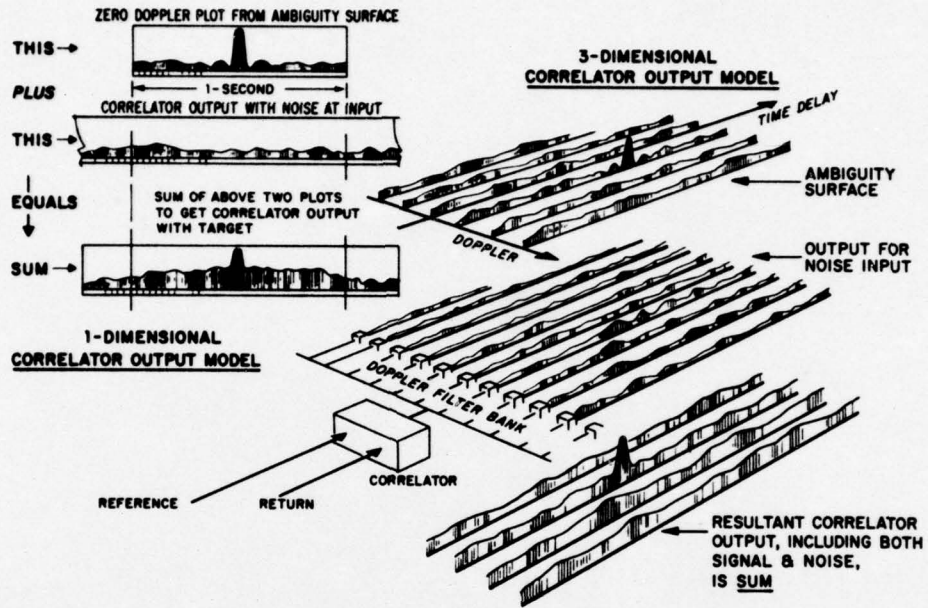 ZERO DOPPLER PLOT FROM AMBIGUITY SURFACE
THIS
PLUS
1-SECOND
CORRELATOR OUTPUT WITH NOISE AT INPUT
THIS
EQUALS
SUM OF ABOVE TWO PLOTS
TO GET CORRELATOR OUTPUT
WITH TARGET
SUM
1-DIMENSIONAL
CORRELATOR OUTPUT MODEL
3-DIMENSIONAL
CORRELATOR OUTPUT MODEL
TIME DELAY
AMBIGUITY
SURFACE
DOPPLER
OUTPUT FOR
NOISE INPUT
DOPPLER FILTER BANK
CORRELATOR
REFERENCE
RETURN
RESULTANT CORRELATOR
OUTPUT, INCLUDING BOTH
SIGNAL & NOISE,
IS SUM